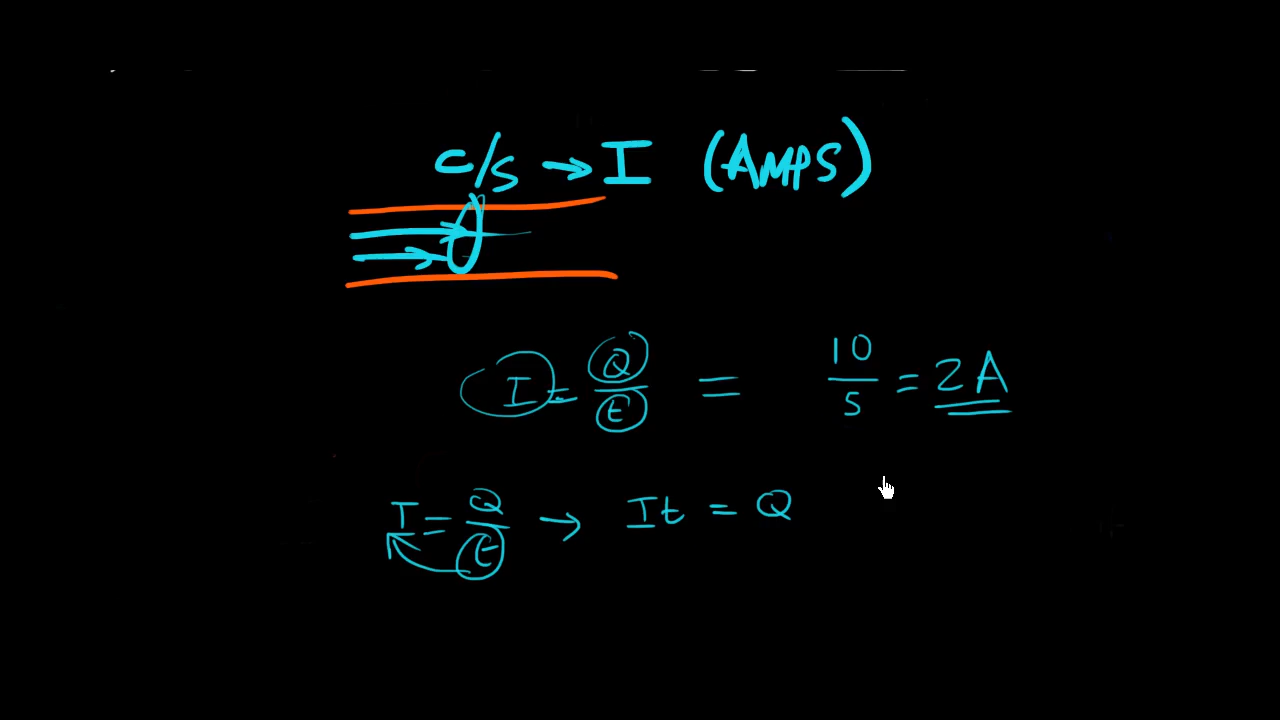 c/s → I (AMPS)
I = Q/t = 10/5 = 2A
I = Q/t → It = Q